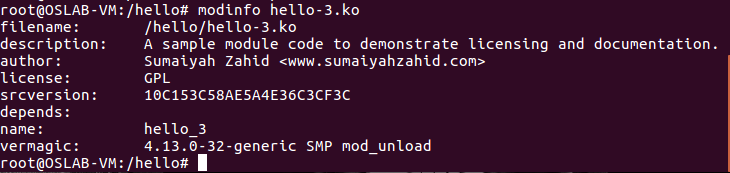 root@OSLAB-VM:/hello# modinfo hello-3.ko
filename:       /hello/hello-3.ko
description:    A sample module code to demonstrate licensing and documentation.
author:         Sumaiyah Zahid <www.sumaiyahzahid.com>
license:        GPL
srcversion:     10C153C58AE5A4E36C3CF3C
depends:
name:           hello_3
vermagic:       4.13.0-32-generic SMP mod_unload
root@OSLAB-VM:/hello#